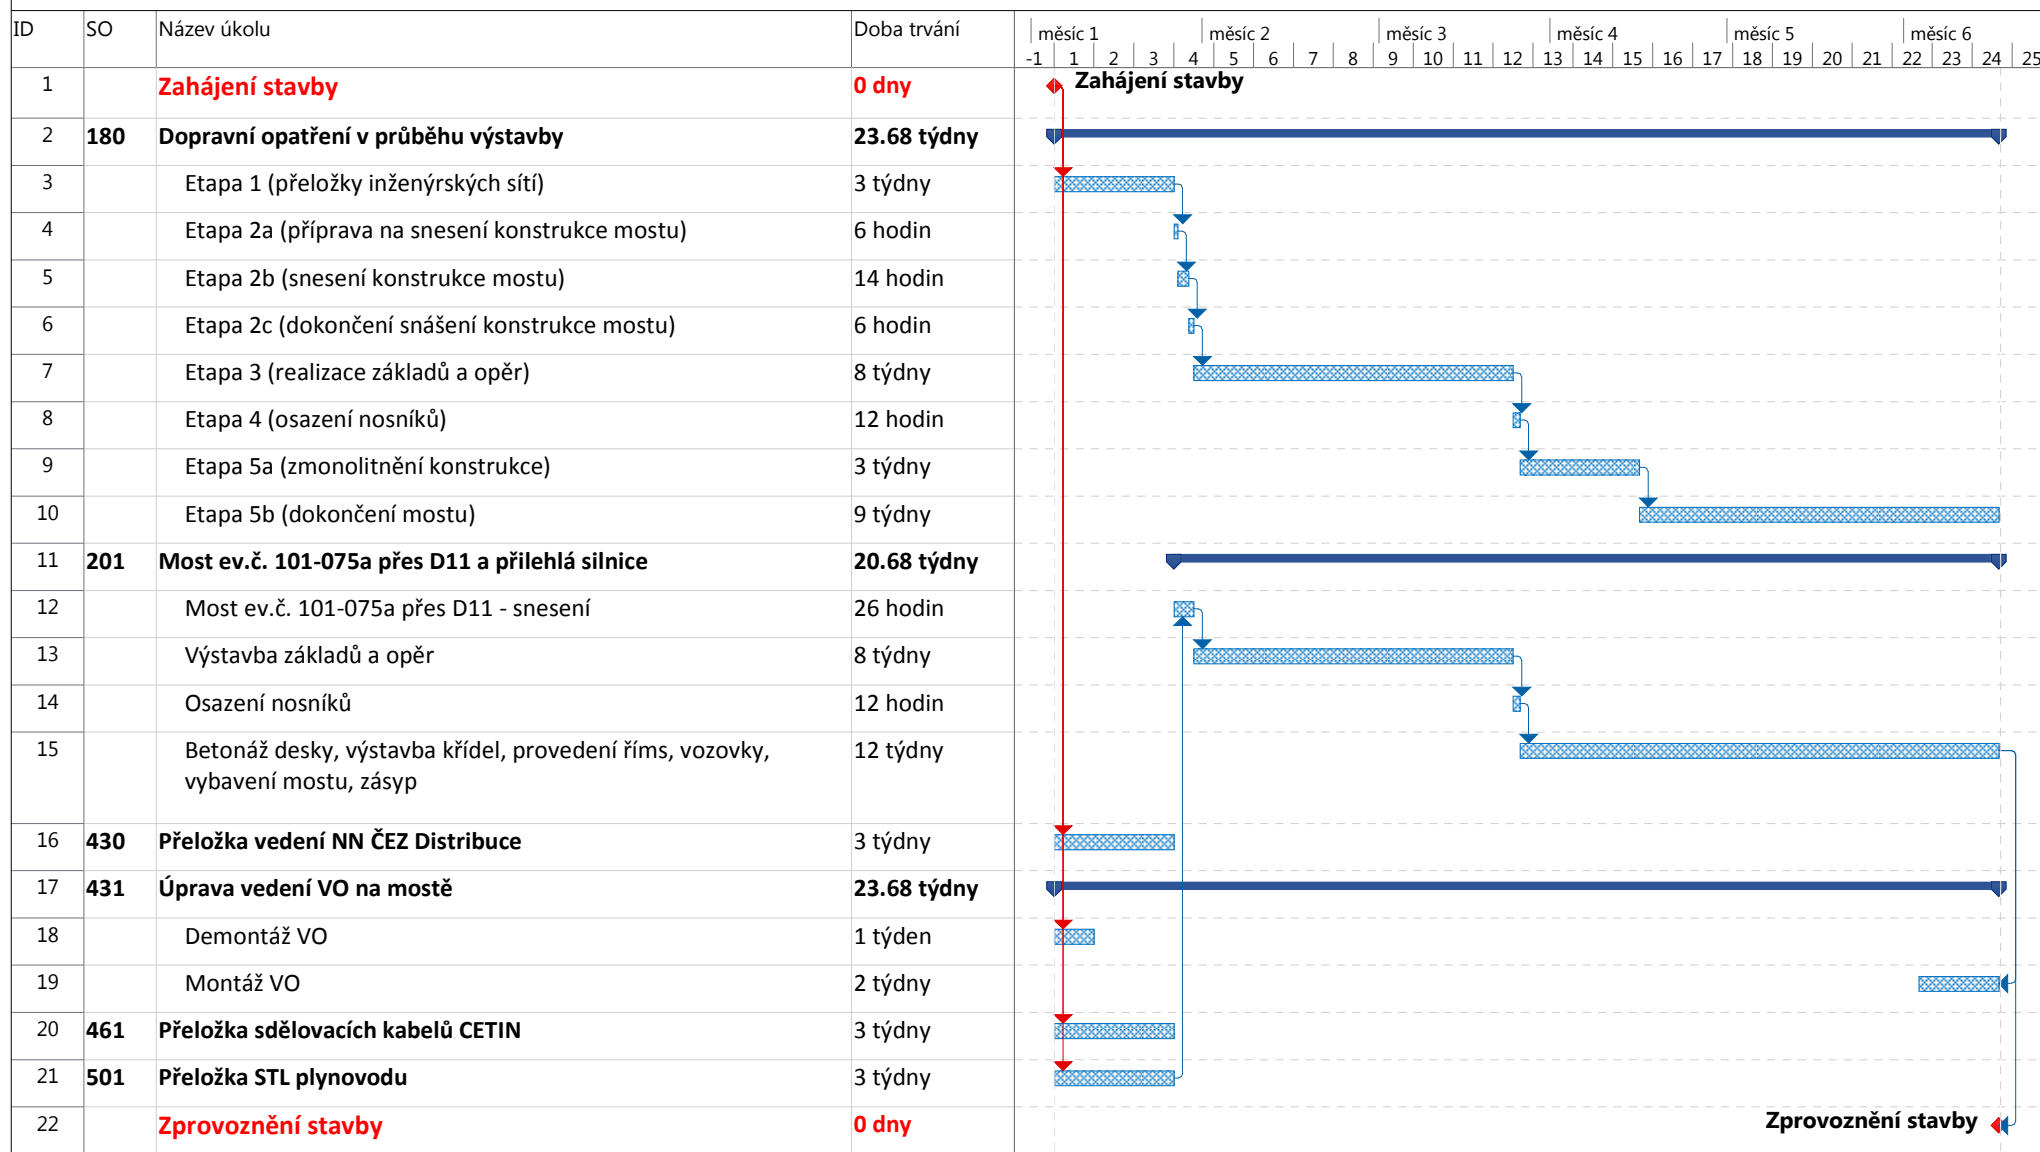 ID SO Název úkolu Doba trvání měsíc 1 měsíc 2 měsíc 3 měsíc 4 měsíc 5 měsíc 6
-1 1 2 3 4 5 6 7 8 9 10 11 12 13 14 15 16 17 18 19 20 21 22 23 24 25
1 Zahájení stavby 0 dny Zahájení stavby
2 180 Dopravní opatření v průběhu výstavby 23.68 týdny
3 Etapa 1 (přeložky inženýrských sítí) 3 týdny
4 Etapa 2a (příprava na snesení konstrukce mostu) 6 hodin
5 Etapa 2b (snesení konstrukce mostu) 14 hodin
6 Etapa 2c (dokončení snášení konstrukce mostu) 6 hodin
7 Etapa 3 (realizace základů a opěr) 8 týdny
8 Etapa 4 (osazení nosníků) 12 hodin
9 Etapa 5a (zmonolitnění konstrukce) 3 týdny
10 Etapa 5b (dokončení mostu) 9 týdny
11 201 Most ev.č. 101-075a přes D11 a přilehlá silnice 20.68 týdny
12 Most ev.č. 101-075a přes D11 - snesení 26 hodin
13 Výstavba základů a opěr 8 týdny
14 Osazení nosníků 12 hodin
15 Betonáž desky, výstavba křídel, provedení říms, vozovky, 12 týdny
vybavení mostu, zásyp
16 430 Přeložka vedení NN ČEZ Distribuce 3 týdny
17 431 Úprava vedení VO na mostě 23.68 týdny
18 Demontáž VO 1 týden
19 Montáž VO 2 týdny
20 461 Přeložka sdělovacích kabelů CETIN 3 týdny
21 501 Přeložka STL plynovodu 3 týdny
22 Zprovoznění stavby 0 dny Zprovoznění stavby